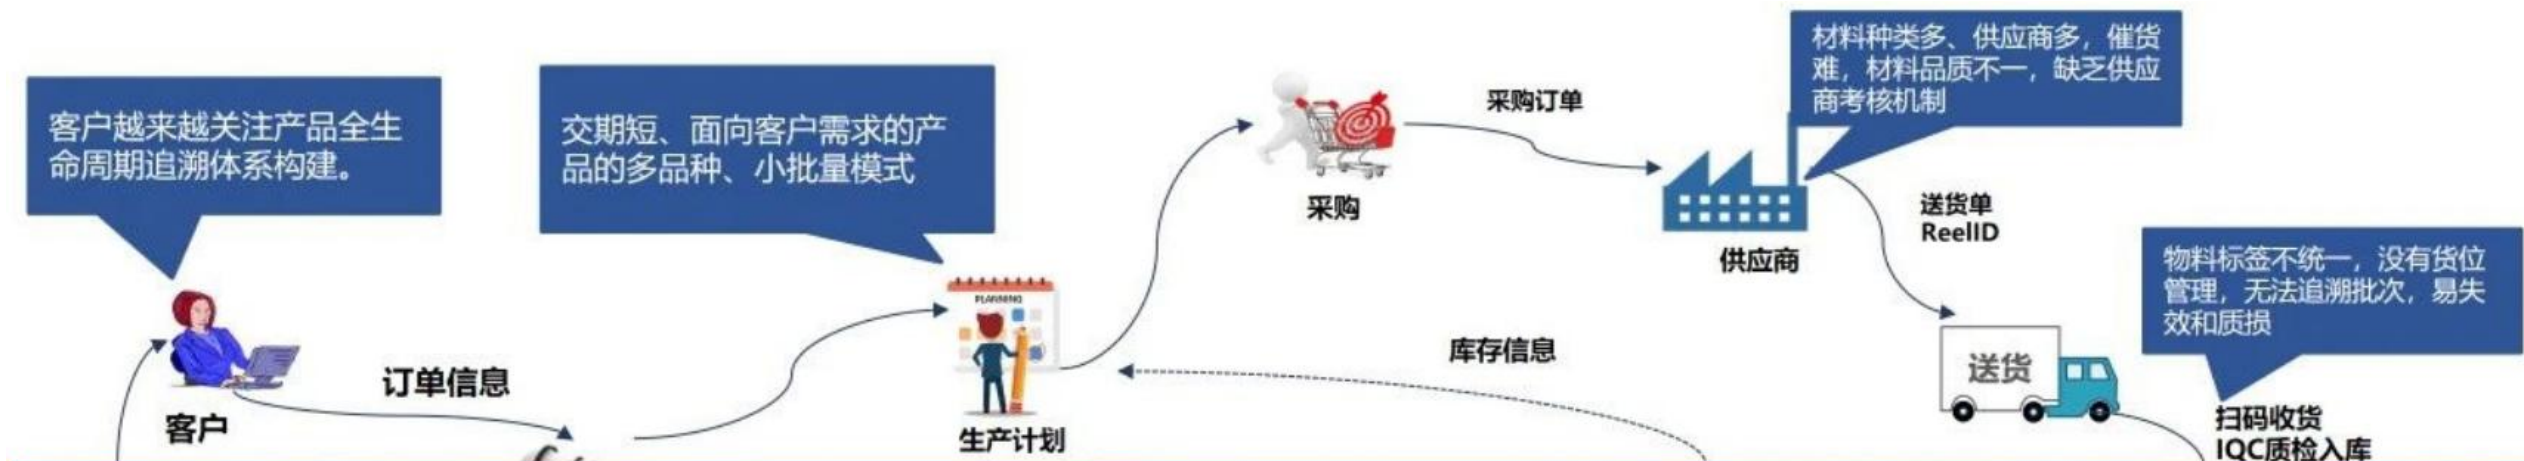 客户越来越关注产品全生
命周期追溯体系构建。
客户
订单信息
交期短、面向客户需求的产
品的多品种、小批量模式
PLANNING
生产计划
采购
采购订单
材料种类多、供应商多，催货
难，材料品质不一，缺乏供应
商考核机制
供应商
送货单
ReelID
库存信息
送货
物料标签不统一，没有货位
管理，无法追溯批次，易失
效和质损
扫码收货
IQC质检入库